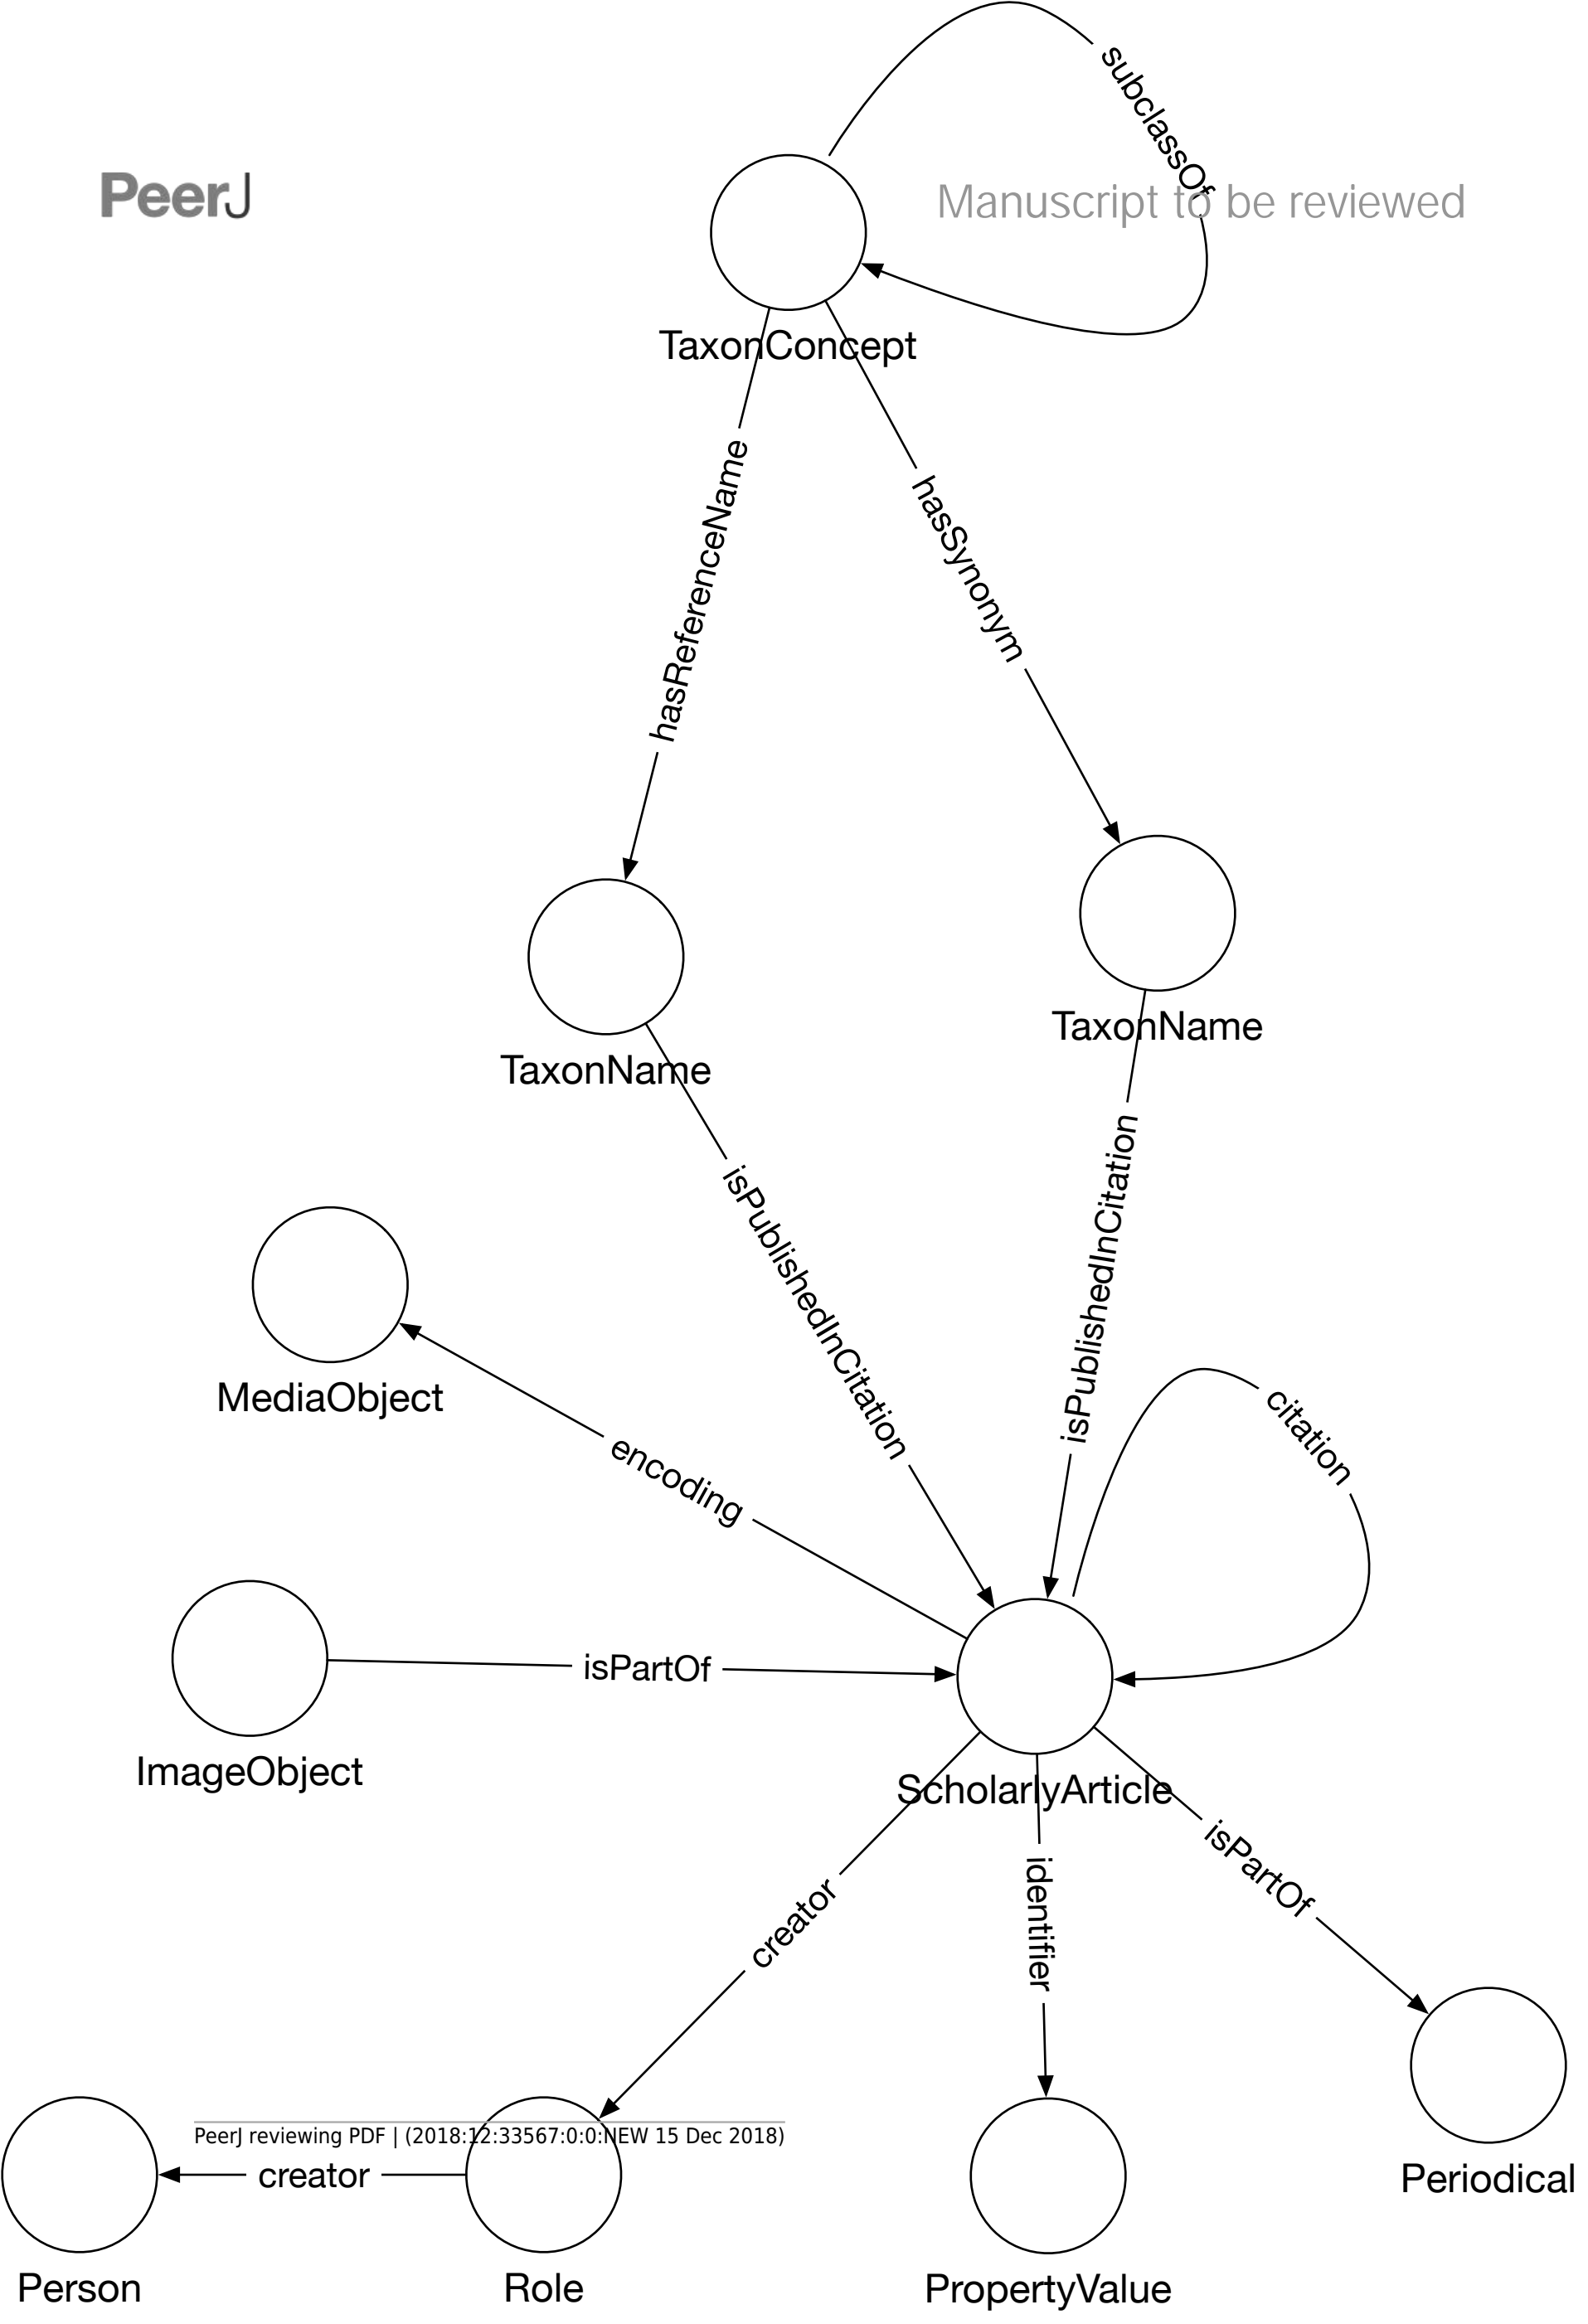 subclassOf
PeerJ
Manuscript to be reviewed
TaxonConcept
hasReferenceName
hasSynonym
TaxonName
TaxonName
isPublishedInCitation
isPublishedInCitation
MediaObject
citation
encoding
isPartOf
ImageObject
ScholarlyArticle
isPartOf
identifier
creator
PeerJ reviewing PDF | (2018:12:33567:0:0:NEW 15 Dec 2018)
creator
Periodical
Person
Role
PropertyValue